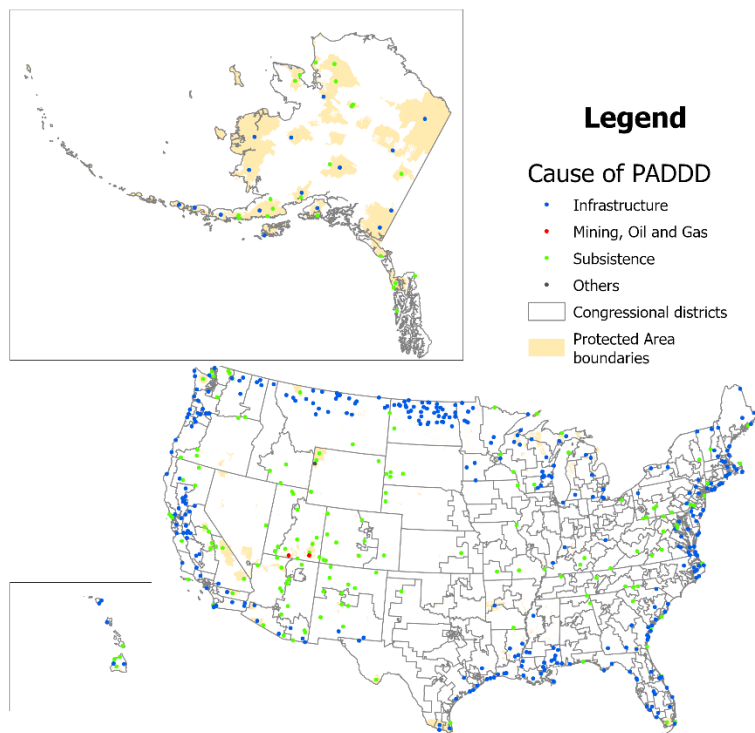 Legend
Cause of PADDD
Infrastructure
Mining, Oil and Gas
Subsistence
Others
Congressional districts
Protected Area
boundaries